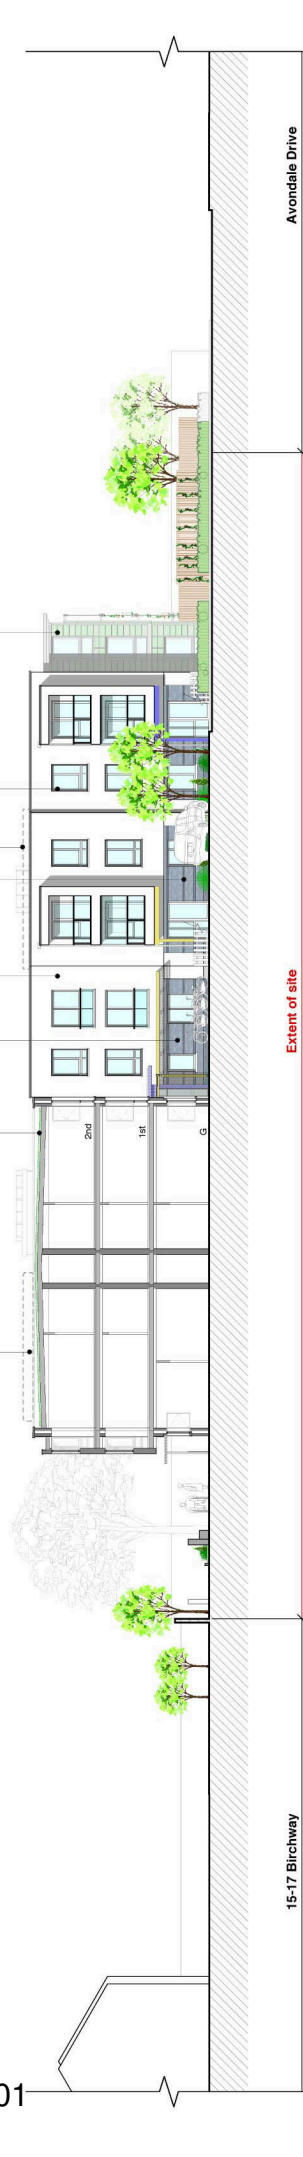 Avondale Drive
Extent of site
2nd
1st
G
15-17 Birchway
01